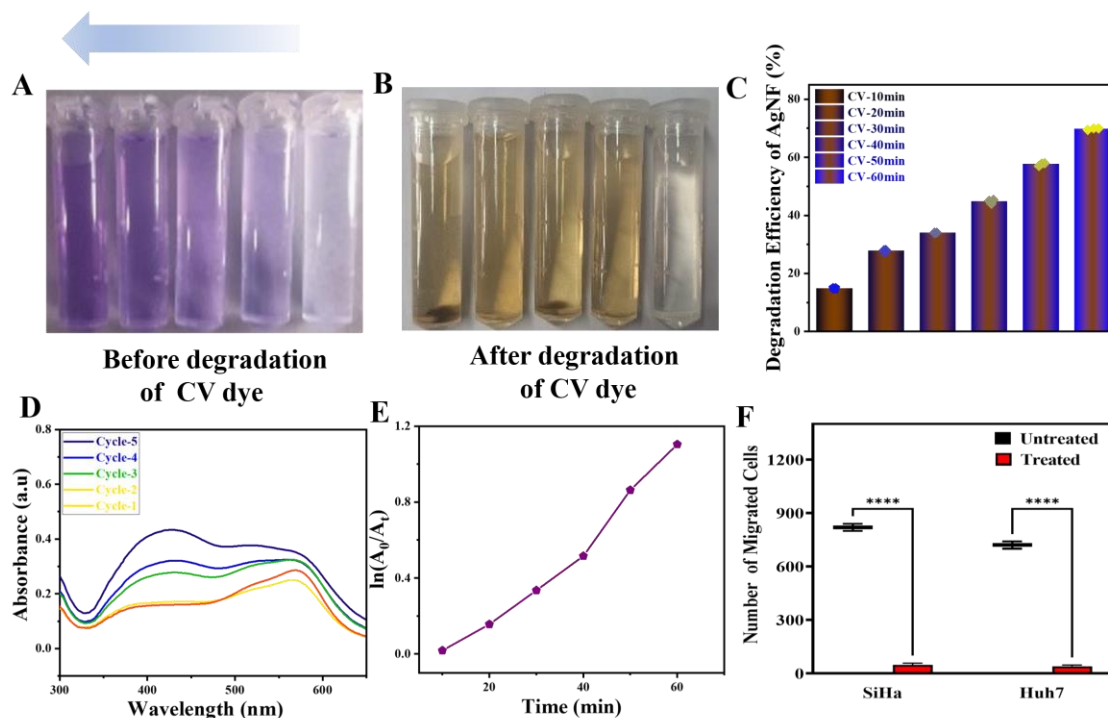 A
Before degradation
of CV dye
B
After degradation
of CV dye
C
Degradation Efficiency of AgNF (%)
80
60
40
20
0
CV-10min
CV-20min
CV-30min
CV-40min
CV-50min
CV-60min
D
Absorbance (a.u)
0.8
0.6
0.4
0.2
0.0
Cycle-5
Cycle-4
Cycle-3
Cycle-2
Cycle-1
300
400
500
600
Wavelength (nm)
E
ln(A0/At)
1.2
0.6
0.0
20
40
60
Time (min)
F
Number of Migrated Cells
1200
900
600
300
0
Untreated
Treated
****
****
SiHa
Huh7